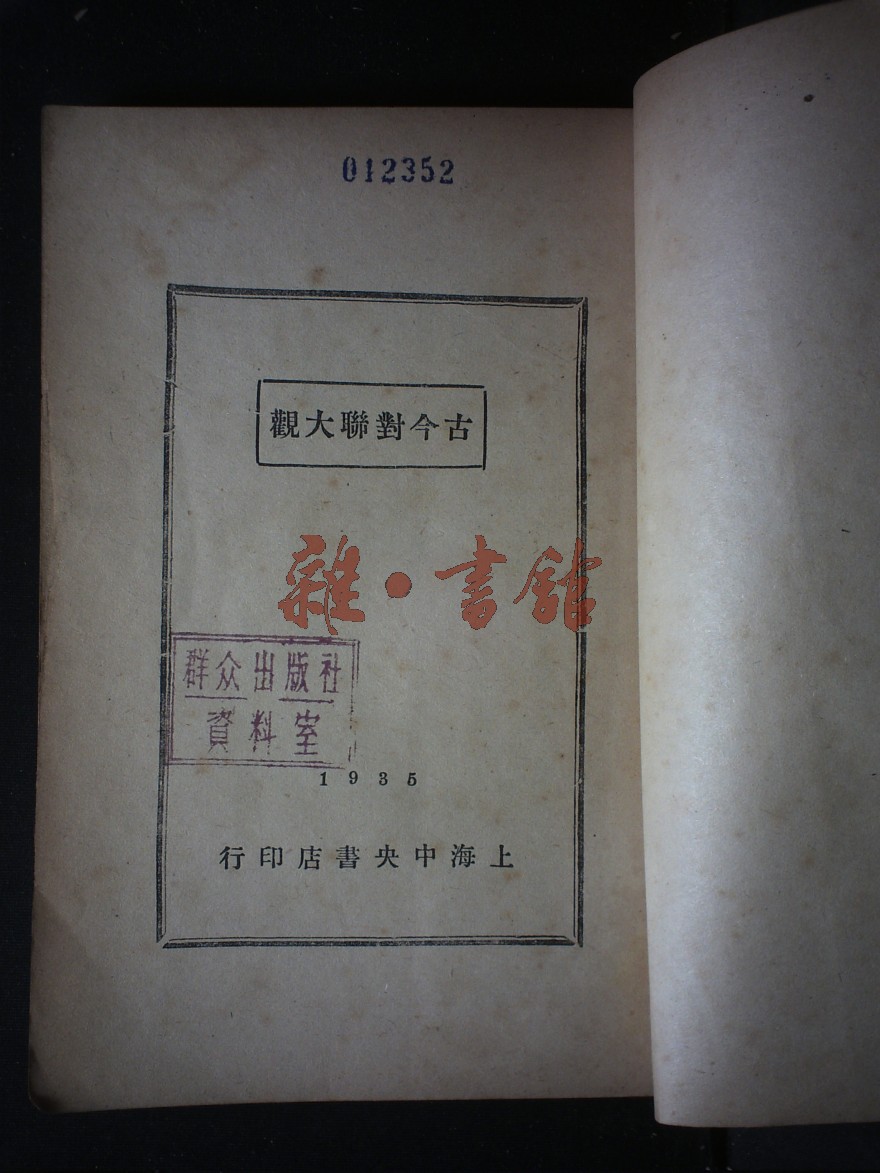 012352
古今對聯大觀
雜·書館
群众出版社
資料室
1935
上海中央書店印行